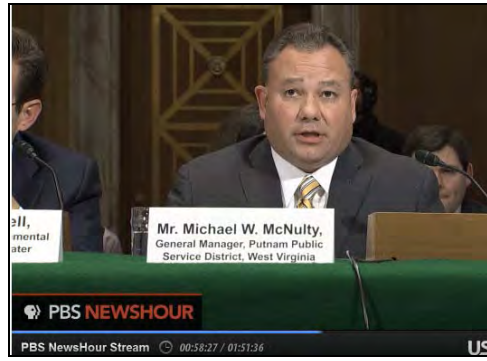 ell,
mental
ater
Mr. Michael W. McNulty,
General Manager, Putnam Public
Service District, West Virginia
PBS NEWSHOUR
PBS NewsHour Stream 00:58:27 / 01:51:36
US